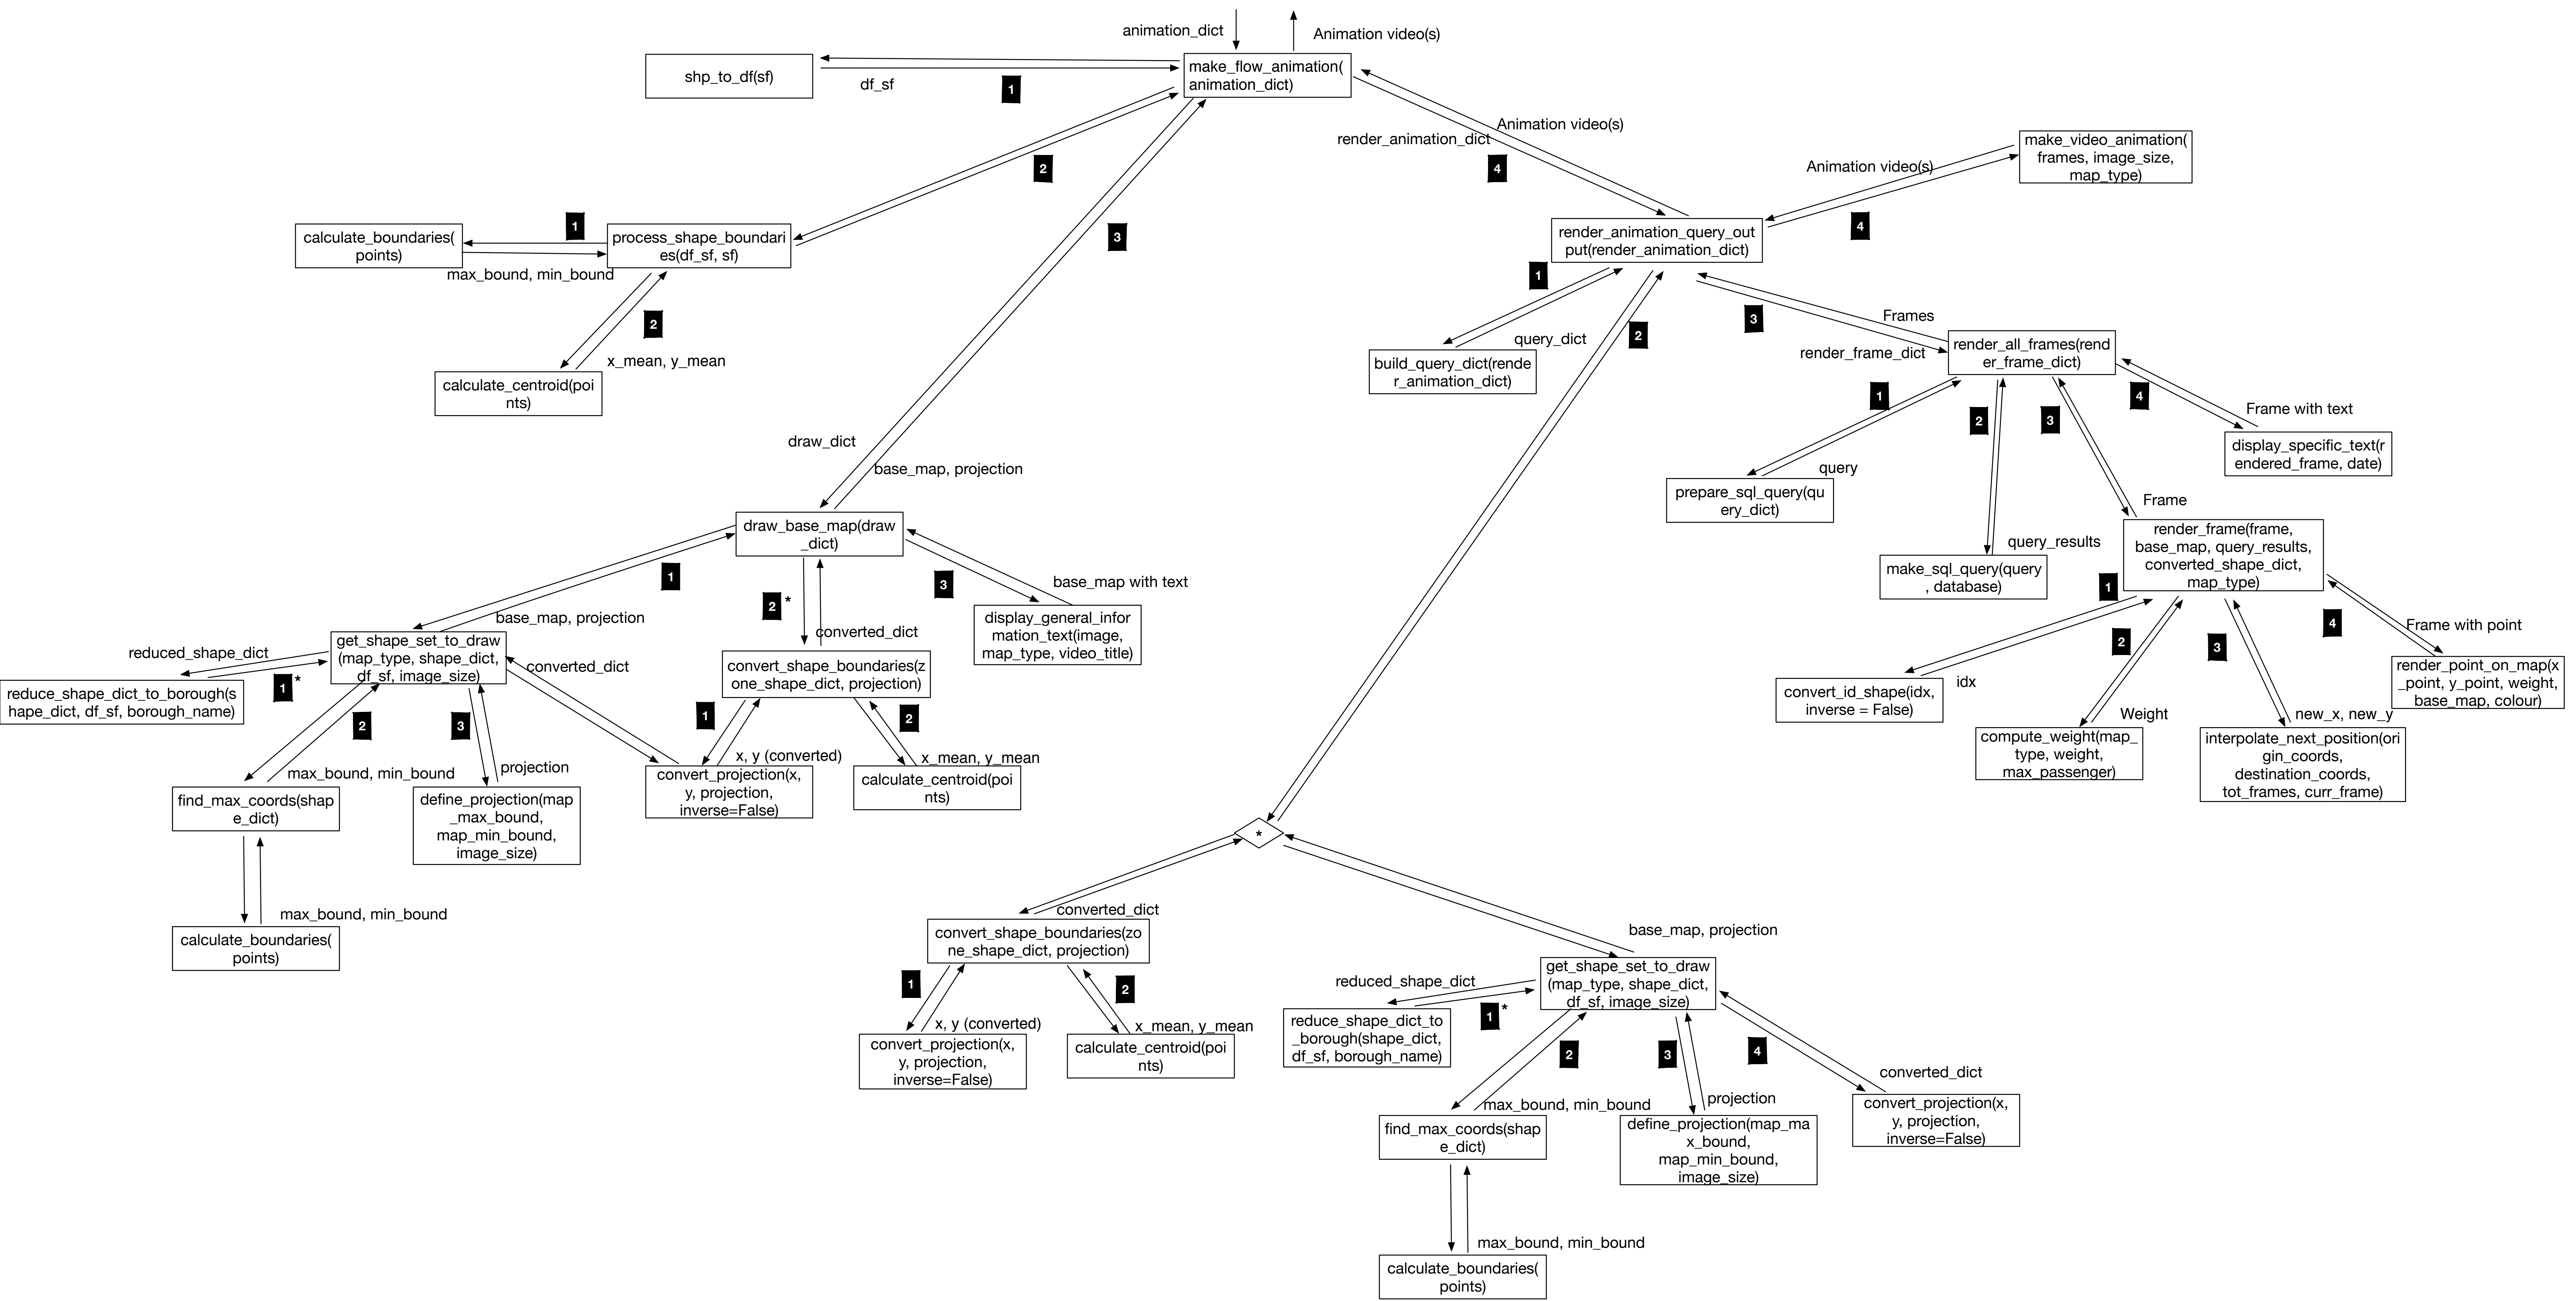 animation_dict
Animation video(s)
shp_to_df(sf)
df_sf
1
make_flow_animation(
animation_dict)
2
3
render_animation_dict
Animation video(s)
4
make_video_animation(
frames, image_size,
map_type)
Animation video(s)
4
calculate_boundaries(
points)
1
max_bound, min_bound
process_shape_boundari
es(df_sf, sf)
2
x_mean, y_mean
calculate_centroid(poi
nts)
render_animation_query_out
put(render_animation_dict)
1
query_dict
build_query_dict(rende
r_animation_dict)
2
3
Frames
render_frame_dict
render_all_frames(rend
er_frame_dict)
1
query
prepare_sql_query(qu
ery_dict)
2
query_results
make_sql_query(query
, database)
3
Frame
4
Frame with text
display_specific_text(r
endered_frame, date)
render_frame(frame,
base_map, query_results,
converted_shape_dict,
map_type)
1
idx
convert_id_shape(idx,
inverse = False)
2
Weight
compute_weight(map_
type, weight,
max_passenger)
3
new_x, new_y
interpolate_next_position(ori
gin_coords,
destination_coords,
tot_frames, curr_frame)
4
Frame with point
render_point_on_map(x
_point, y_point, weight,
base_map, colour)
draw_dict
base_map, projection
draw_base_map(draw
_dict)
1
base_map, projection
2 *
converted_dict
3
base_map with text
display_general_infor
mation_text(image,
map_type, video_title)
get_shape_set_to_draw
(map_type, shape_dict,
df_sf, image_size)
reduced_shape_dict
1 *
reduce_shape_dict_to_borough(s
hape_dict, df_sf, borough_name)
2
max_bound, min_bound
find_max_coords(shap
e_dict)
max_bound, min_bound
calculate_boundaries(
points)
3
projection
define_projection(map
_max_bound,
map_min_bound,
image_size)
converted_dict
convert_shape_boundaries(z
one_shape_dict, projection)
1
x, y (converted)
convert_projection(x,
y, projection,
inverse=False)
2
x_mean, y_mean
calculate_centroid(poi
nts)
*
converted_dict
convert_shape_boundaries(zo
ne_shape_dict, projection)
1
x, y (converted)
convert_projection(x,
y, projection,
inverse=False)
2
x_mean, y_mean
calculate_centroid(poi
nts)
base_map, projection
get_shape_set_to_draw
(map_type, shape_dict,
df_sf, image_size)
reduced_shape_dict
1 *
reduce_shape_dict_to
_borough(shape_dict,
df_sf, borough_name)
2
max_bound, min_bound
find_max_coords(shap
e_dict)
max_bound, min_bound
calculate_boundaries(
points)
3
projection
define_projection(map_ma
x_bound,
map_min_bound,
image_size)
4
converted_dict
convert_projection(x,
y, projection,
inverse=False)